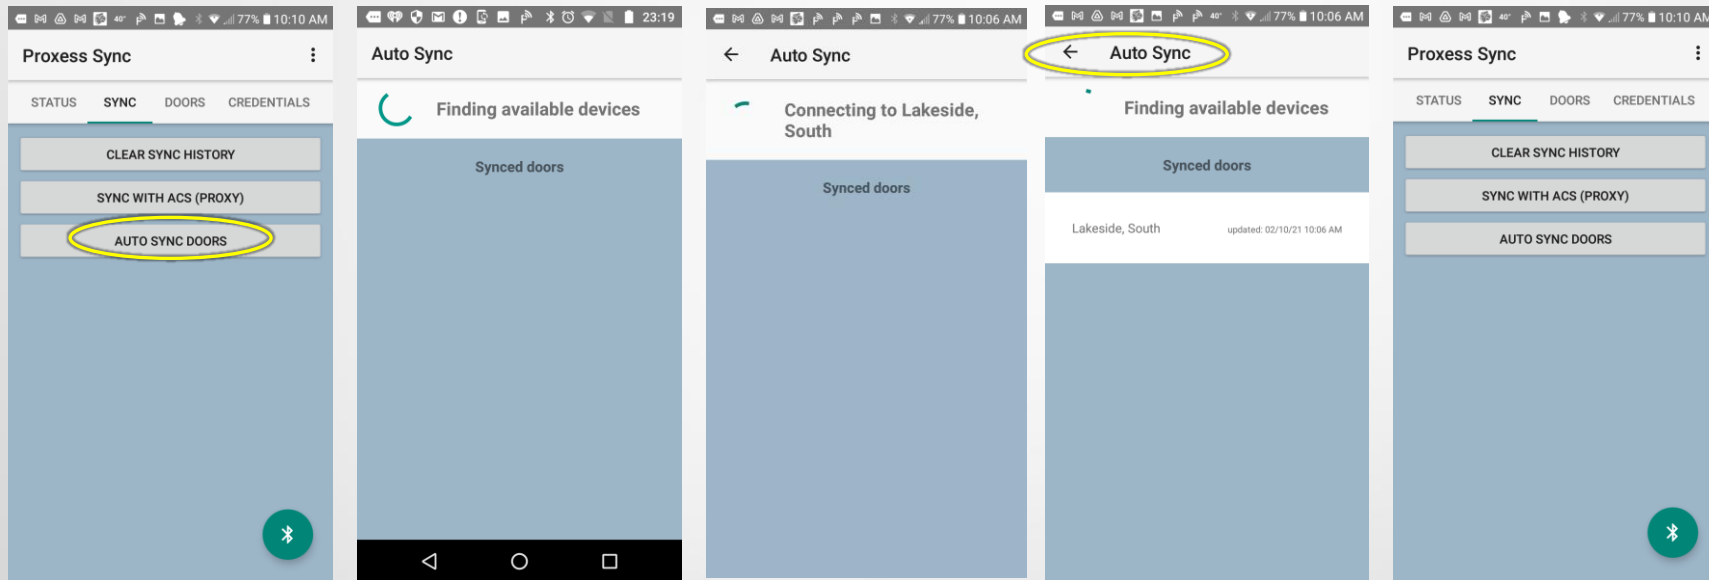 40° 77% 10:10 AM
Proxess Sync
STATUS SYNC DOORS CREDENTIALS
CLEAR SYNC HISTORY
SYNC WITH ACS (PROXY)
AUTO SYNC DOORS
23:19
Auto Sync
Finding available devices
Synced doors
77% 10:06 AM
Auto Sync
Connecting to Lakeside,
South
Synced doors
40° 77% 10:06 AM
Auto Sync
Finding available devices
Synced doors
Lakeside, South updated: 02/10/21 10:06 AM
40° 77% 10:10 AM
Proxess Sync
STATUS SYNC DOORS CREDENTIALS
CLEAR SYNC HISTORY
SYNC WITH ACS (PROXY)
AUTO SYNC DOORS